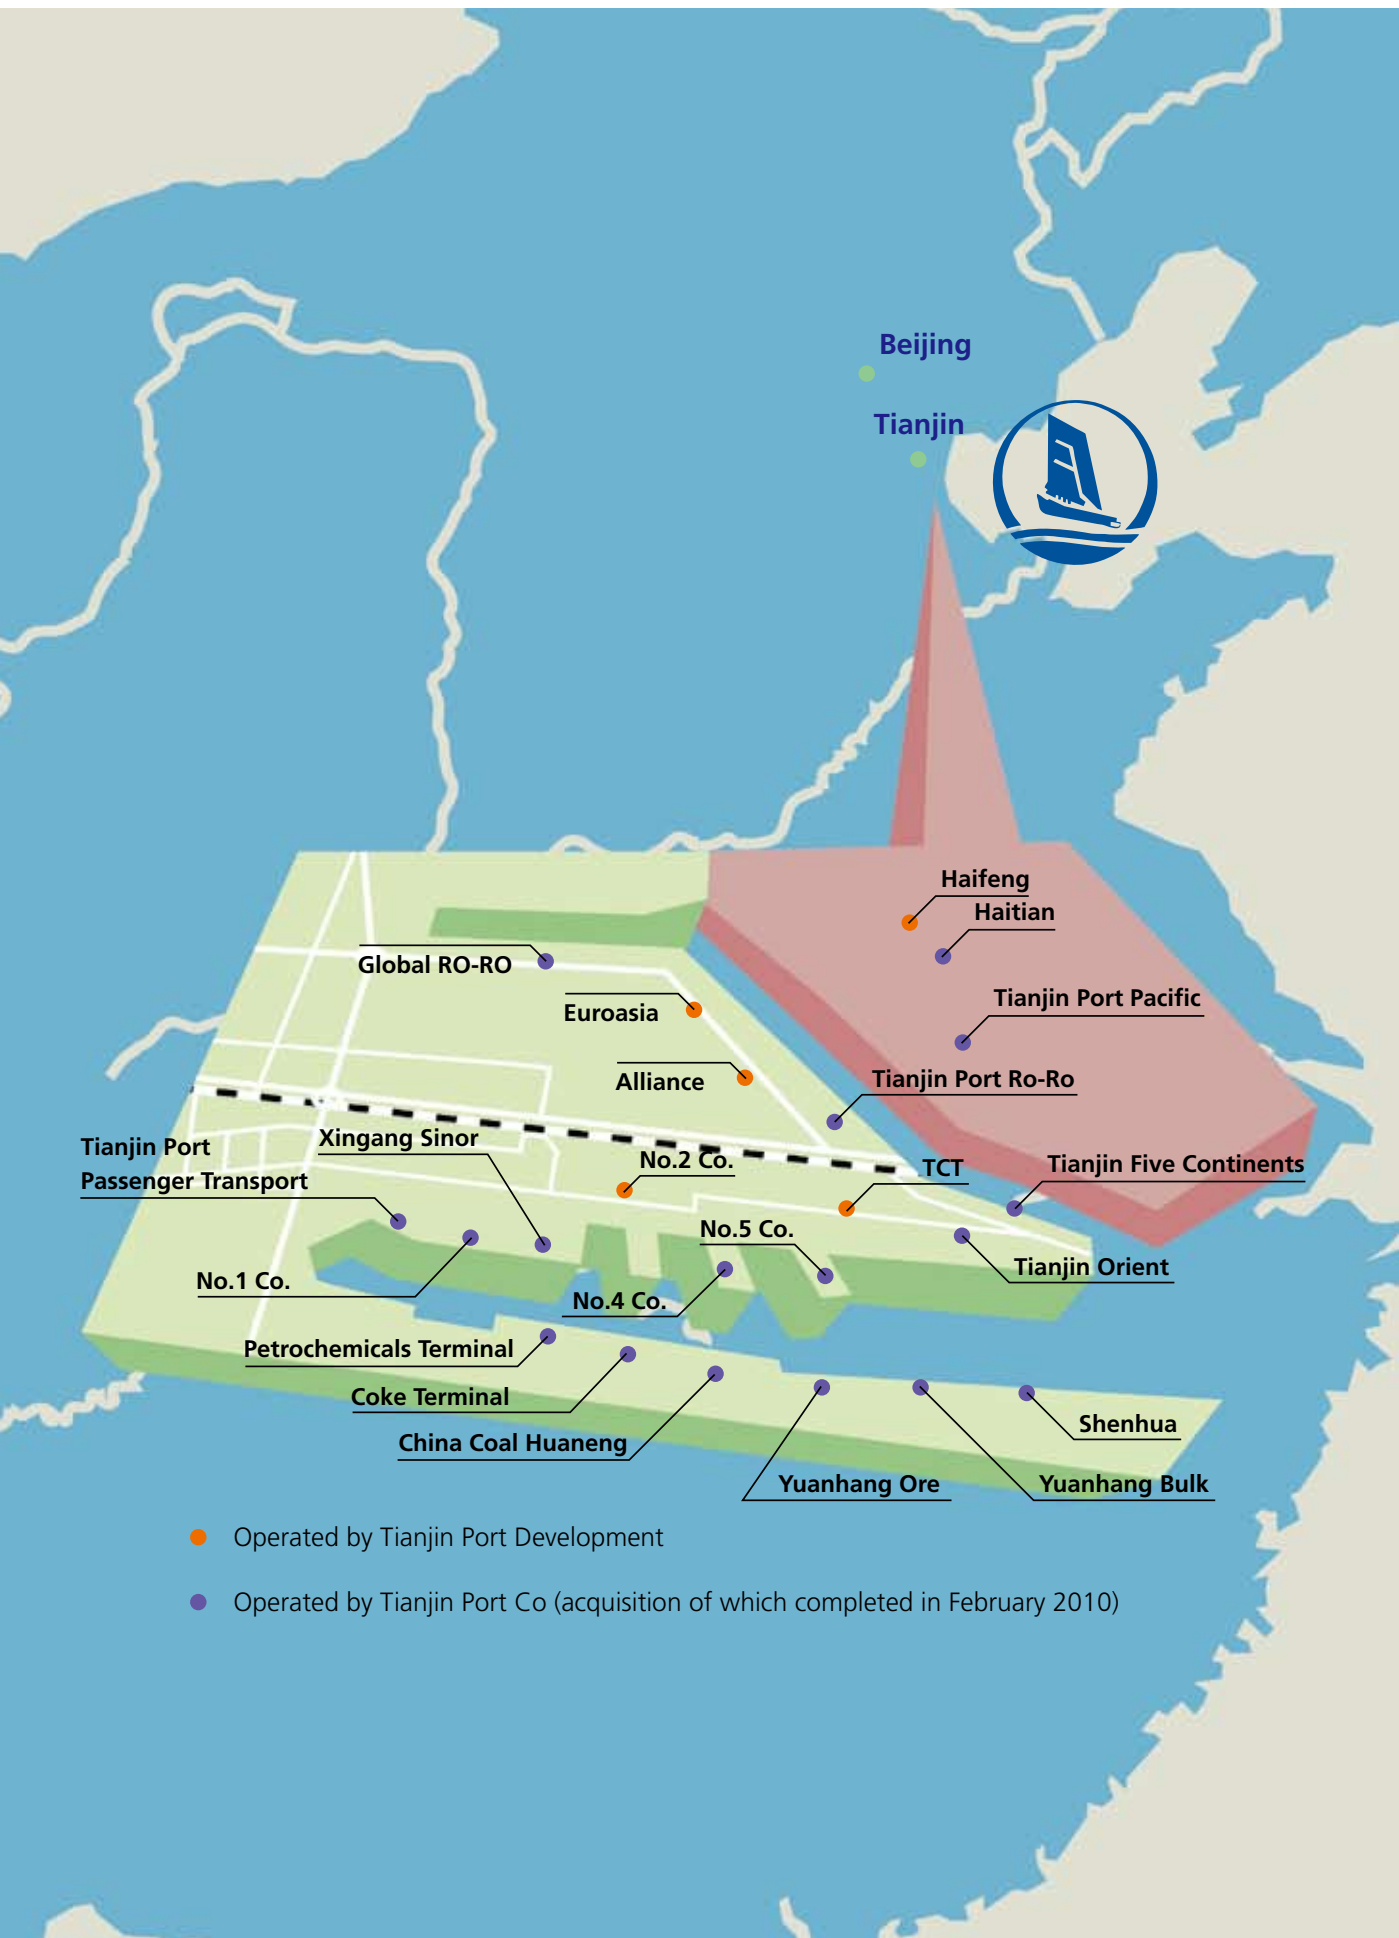 Beijing
Tianjin
Haifeng
Haitian
Global RO-RO
Tianjin Port Pacific
Euroasia
Alliance
Tianjin Port Ro-Ro
Tianjin Port
Passenger Transport
Xingang Sinor
No.2 Co.
TCT
Tianjin Five Continents
No.5 Co.
Tianjin Orient
No.1 Co.
No.4 Co.
Petrochemicals Terminal
Coke Terminal
China Coal Huaneng
Shenhua
Yuanhang Ore
Yuanhang Bulk
Operated by Tianjin Port Development
Operated by Tianjin Port Co (acquisition of which completed in February 2010)